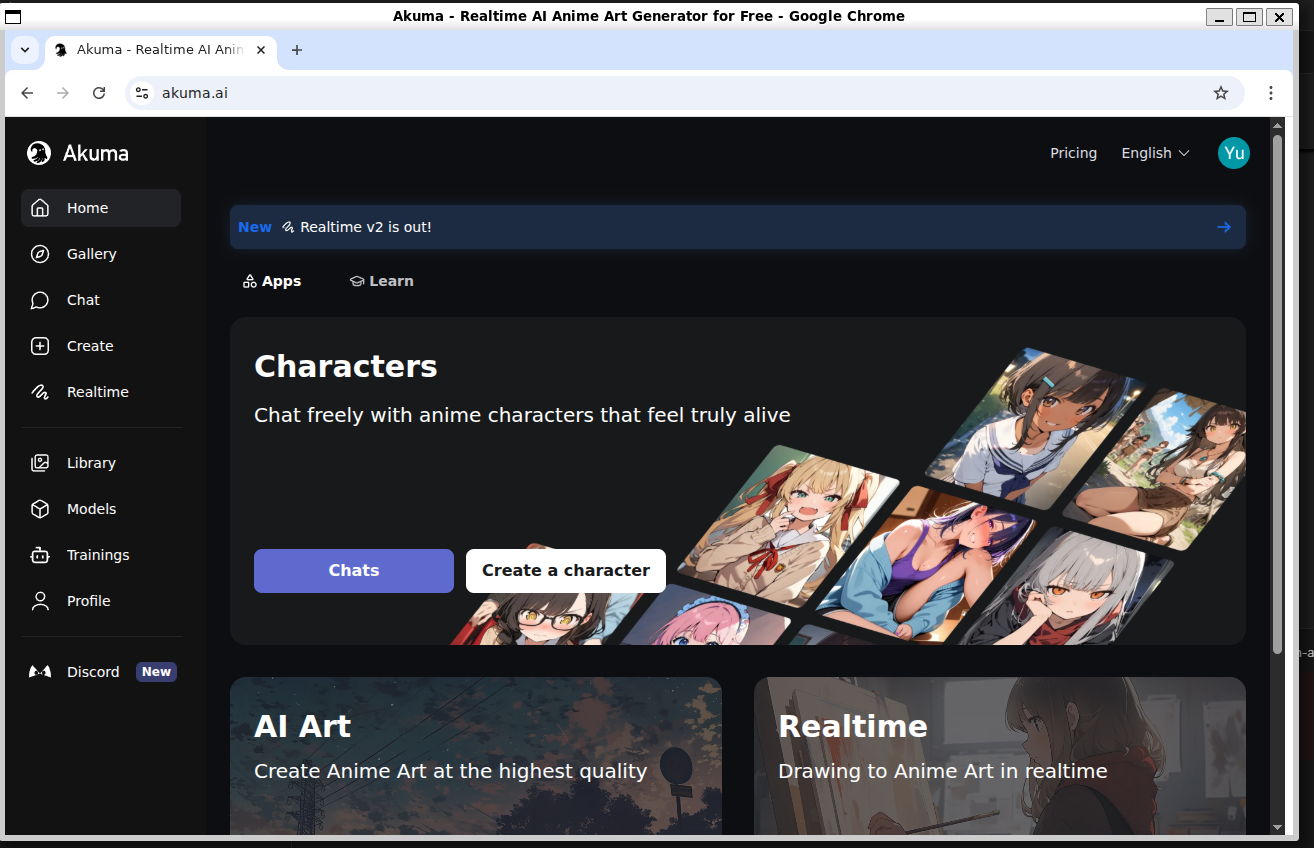 Akuma - Realtime AI Anime Art Generator for Free - Google Chrome
Akuma - Realtime AI Anin
akuma.ai
Akuma
Pricing
English
Yu
Home
Gallery
Chat
Create
Realtime
Library
Models
Trainings
Profile
Discord New
New Realtime v2 is out!
Apps
Learn
Characters
Chat freely with anime characters that feel truly alive
Chats
Create a character
AI Art
Create Anime Art at the highest quality
Realtime
Drawing to Anime Art in realtime